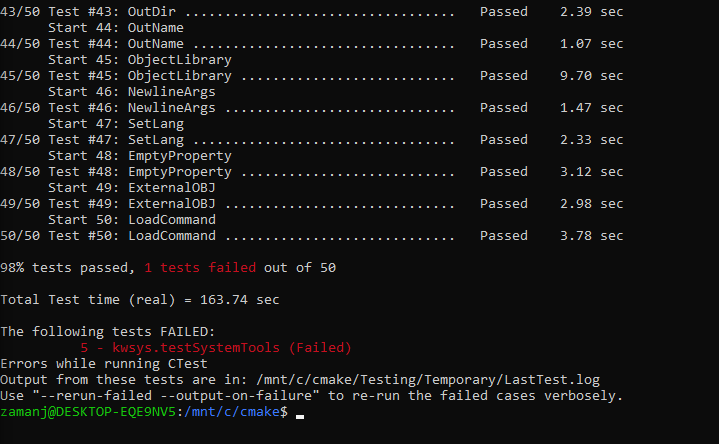 43/50 Test #43: OutDir ..................................   Passed    2.39 sec
      Start 44: OutName
44/50 Test #44: OutName .................................   Passed    1.07 sec
      Start 45: ObjectLibrary
45/50 Test #45: ObjectLibrary ...........................   Passed    9.70 sec
      Start 46: NewlineArgs
46/50 Test #46: NewlineArgs .............................   Passed    1.47 sec
      Start 47: SetLang
47/50 Test #47: SetLang .................................   Passed    2.33 sec
      Start 48: EmptyProperty
48/50 Test #48: EmptyProperty ...........................   Passed    3.12 sec
      Start 49: ExternalOBJ
49/50 Test #49: ExternalOBJ .............................   Passed    2.98 sec
      Start 50: LoadCommand
50/50 Test #50: LoadCommand .............................   Passed    3.78 sec
98% tests passed, 1 tests failed out of 50
Total Test time (real) = 163.74 sec
The following tests FAILED:
          5 - kwsys.testSystemTools (Failed)
Errors while running CTest
Output from these tests are in: /mnt/c/cmake/Testing/Temporary/LastTest.log
Use "--rerun-failed --output-on-failure" to re-run the failed cases verbosely.
zamanj@DESKTOP-EQE9NV5:/mnt/c/cmake$